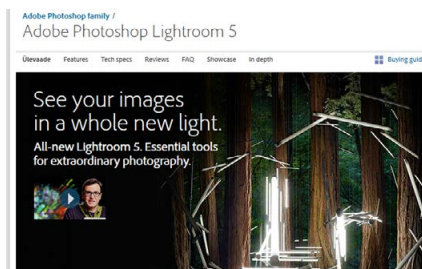 Adobe Photoshop family /
Adobe Photoshop Lightroom 5
Ülevaade Features Tech specs Reviews FAQ Showcase In depth Buying guid
See your images
in a whole new light.
All-new Lightroom 5. Essential tools
for extraordinary photography.